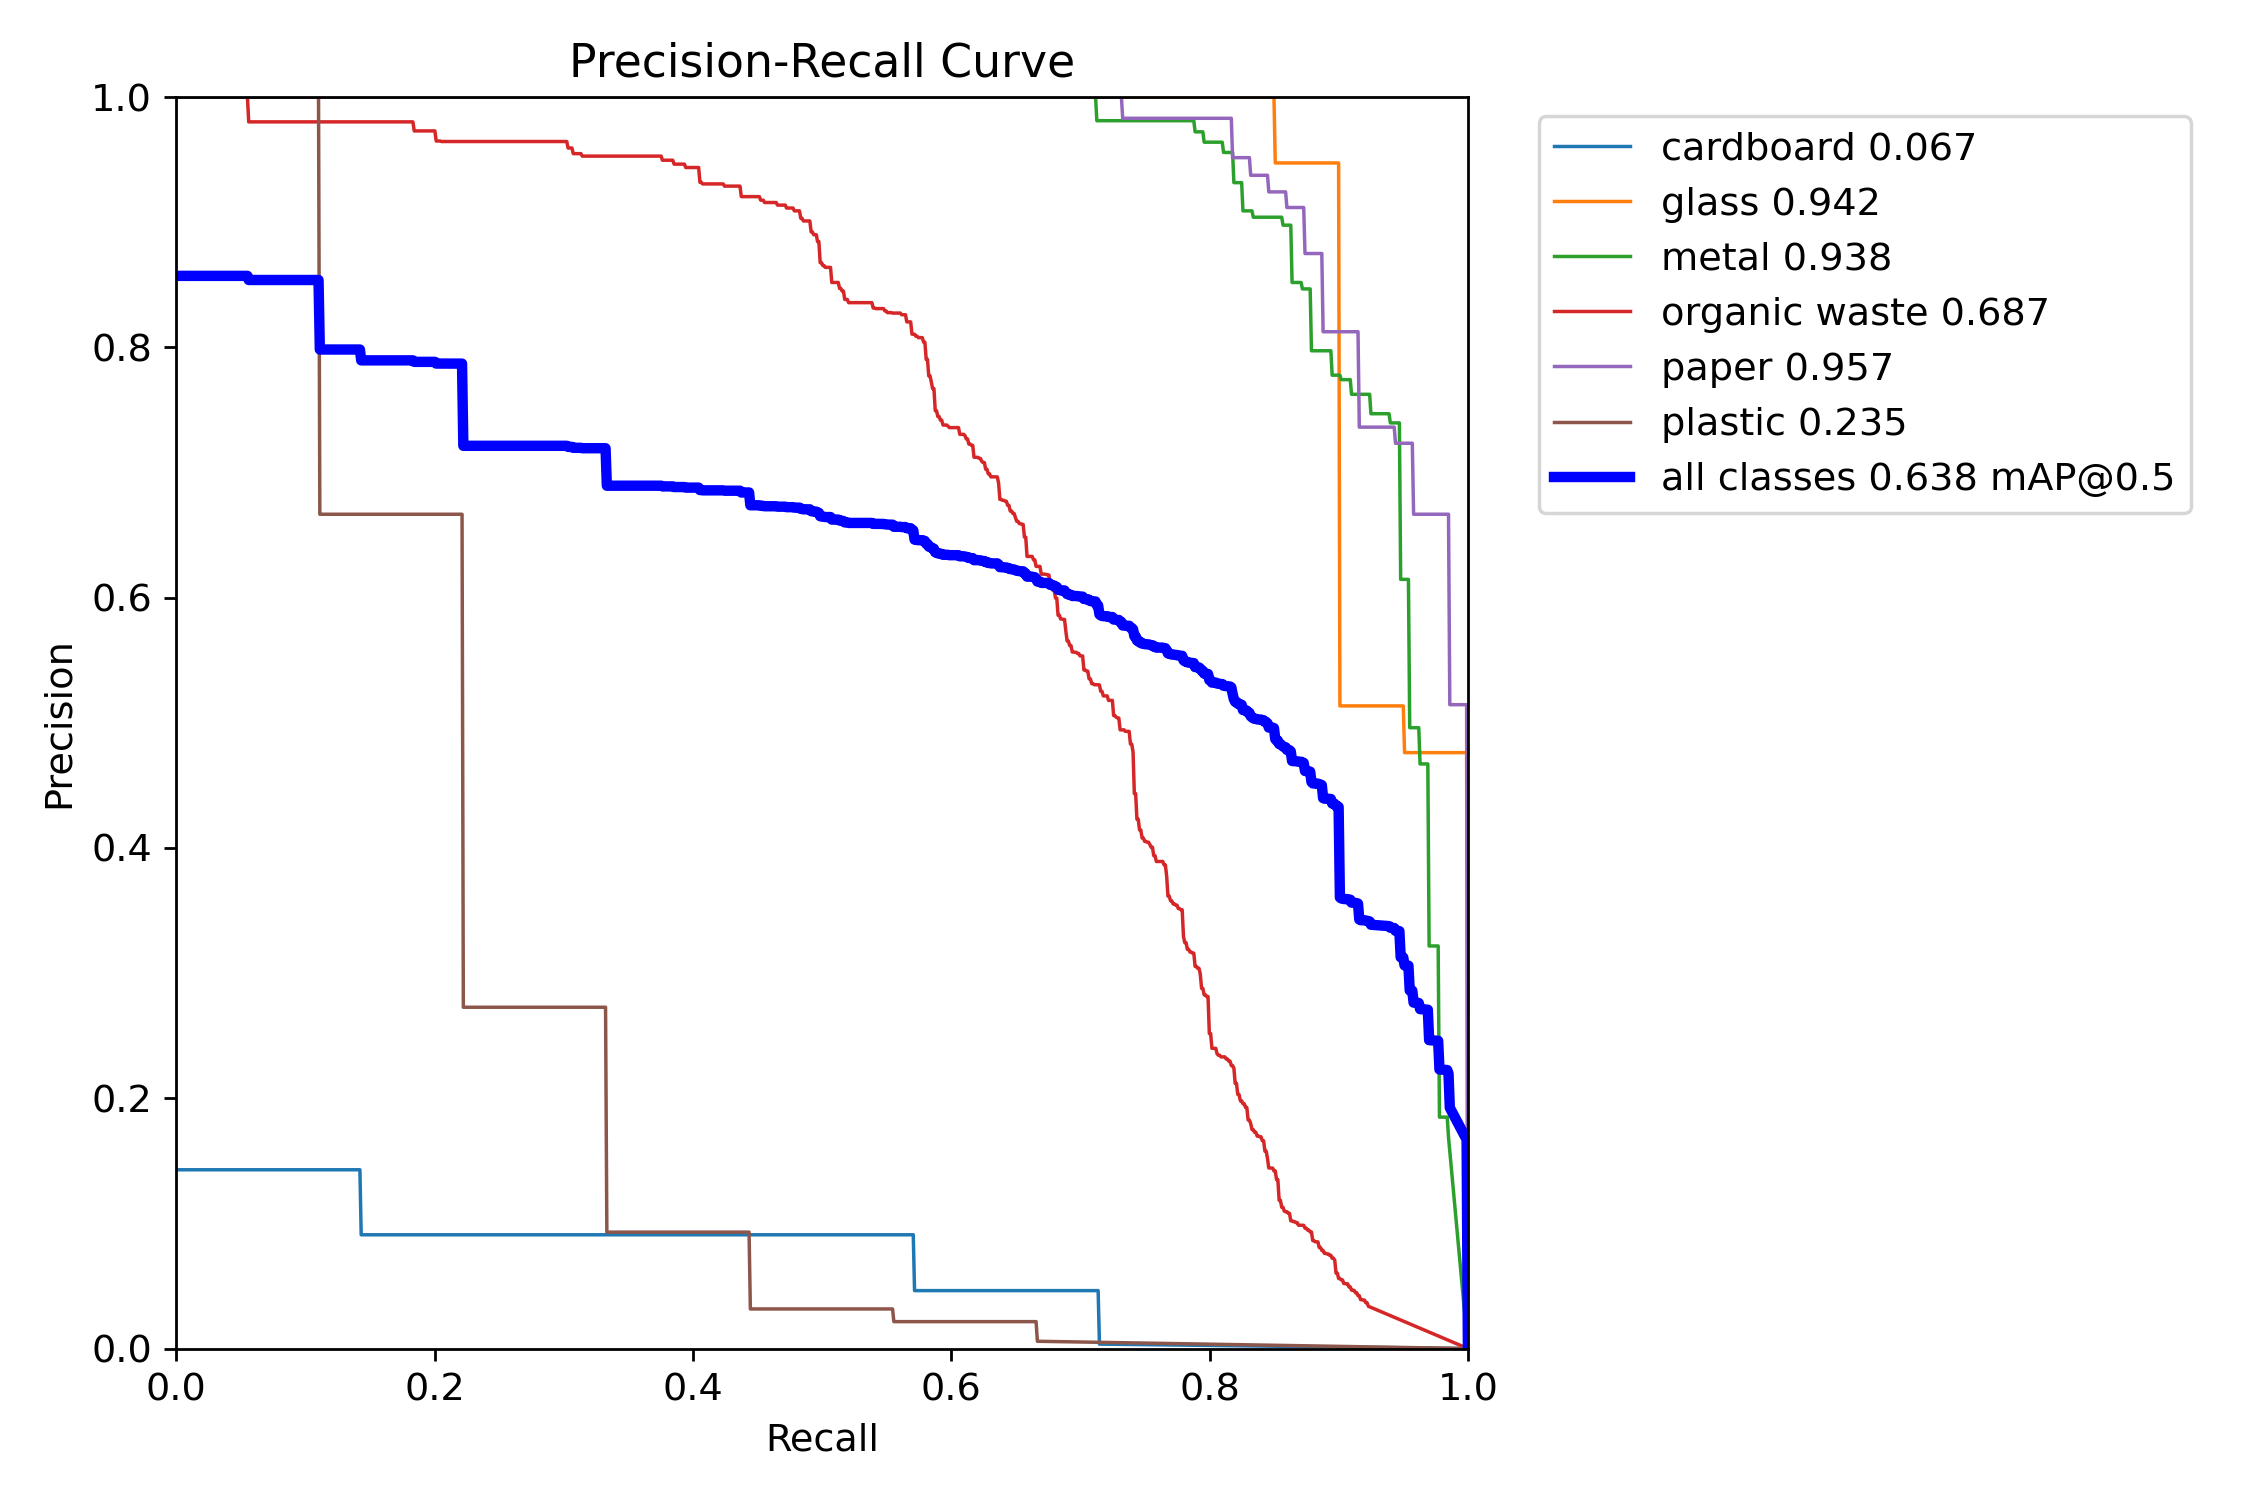 Precision-Recall Curve
1.0
0.8
0.6
0.4
0.2
0.0
Precision
0.0 0.2 0.4 0.6 0.8 1.0
Recall
cardboard 0.067
glass 0.942
metal 0.938
organic waste 0.687
paper 0.957
plastic 0.235
all classes 0.638 mAP@0.5